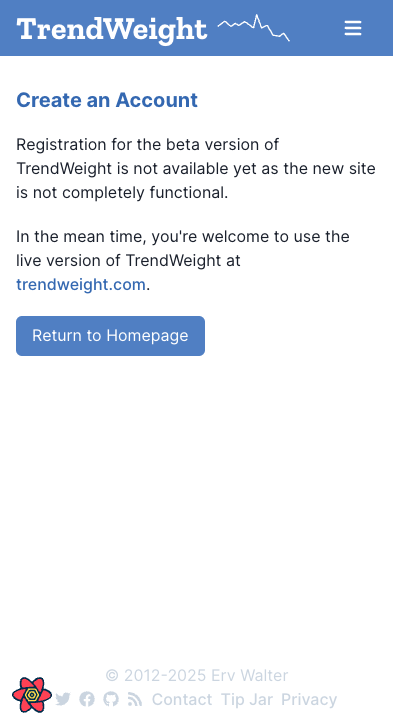 TrendWeight
Create an Account
Registration for the beta version of
TrendWeight is not available yet as the new site
is not completely functional.
In the mean time, you're welcome to use the
live version of TrendWeight at
trendweight.com.
Return to Homepage
© 2012-2025 Erv Walter
Contact Tip Jar Privacy